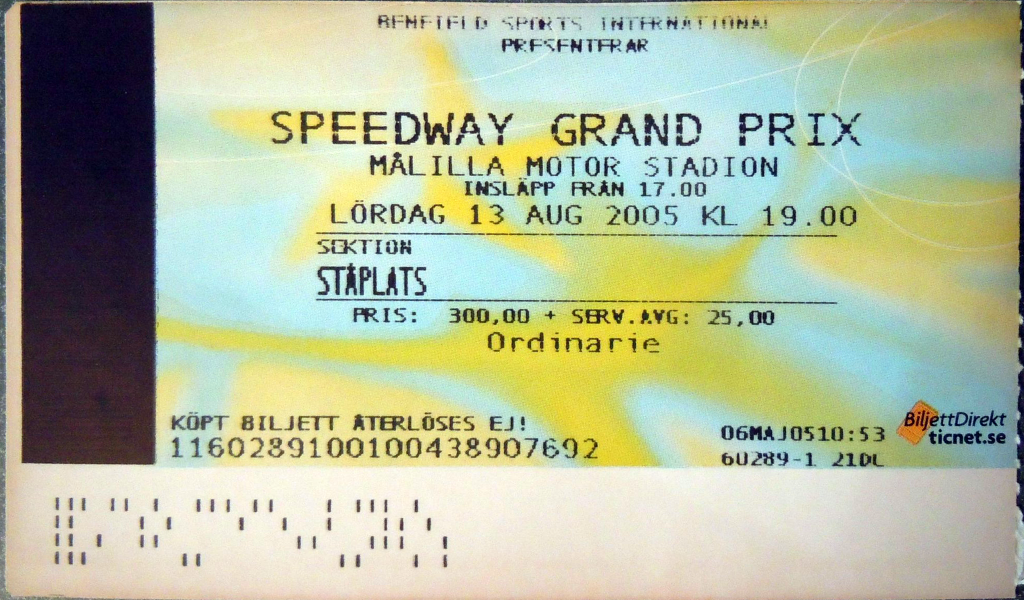 BENFIELD SPORTS INTERNATIONAL
PRESENTERAR
SPEEDWAY GRAND PRIX
MÅLILLA MOTOR STADION
INSLÄPP FRÅN 17.00
LÖRDAG 13 AUG 2005 KL 19.00
SEKTION
STÅPLATS
PRIS: 300,00 + SERV.AVG: 25,00
Ordinarie
KÖPT BILJETT ÅTERLÖSES EJ!
1160289100100438907692
06MAJ0510:53
60289-1 21DL
BiljettDirekt
ticnet.se